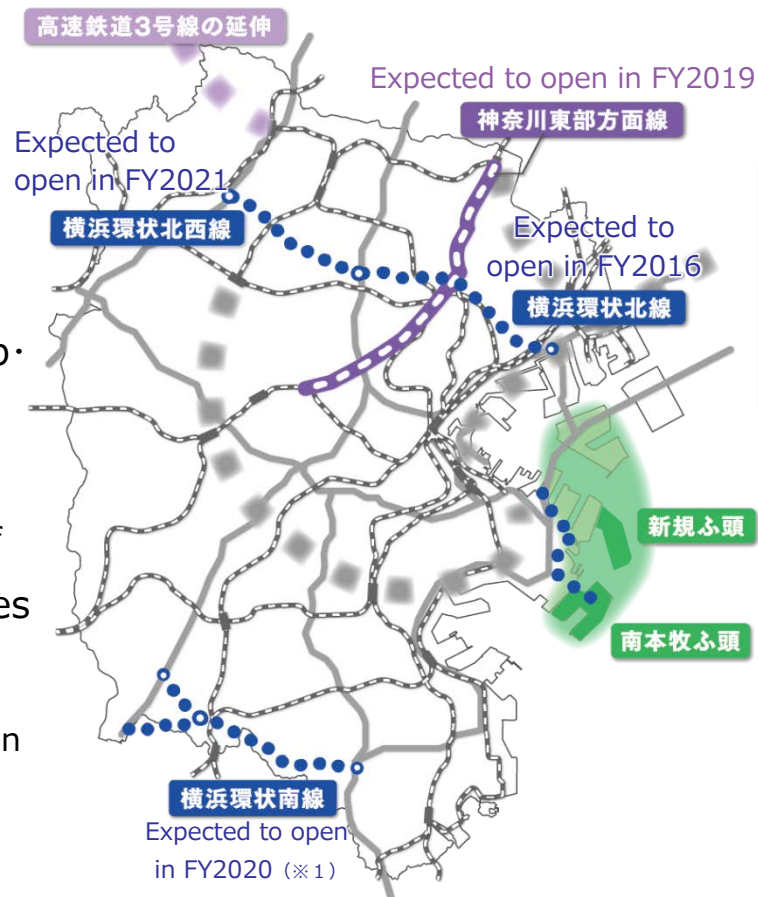 高速鉄道3号線の延伸
Expected to open in FY2019
神奈川東部方面線
Expected to
open in FY2021
横浜環状北西線
Expected to
open in FY2016
横浜環状北線
新規ふ頭
es
南本牧ふ頭
n
横浜環状南線
Expected to open
in FY2020（※1）